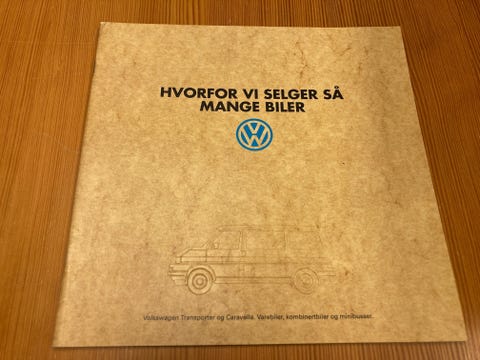 HVORFOR VI SELGER SÅ
MANGE BILER
VW
Volkswagen Transporter og Caravelle. Varebiler, kombinertbiler og minibusser.